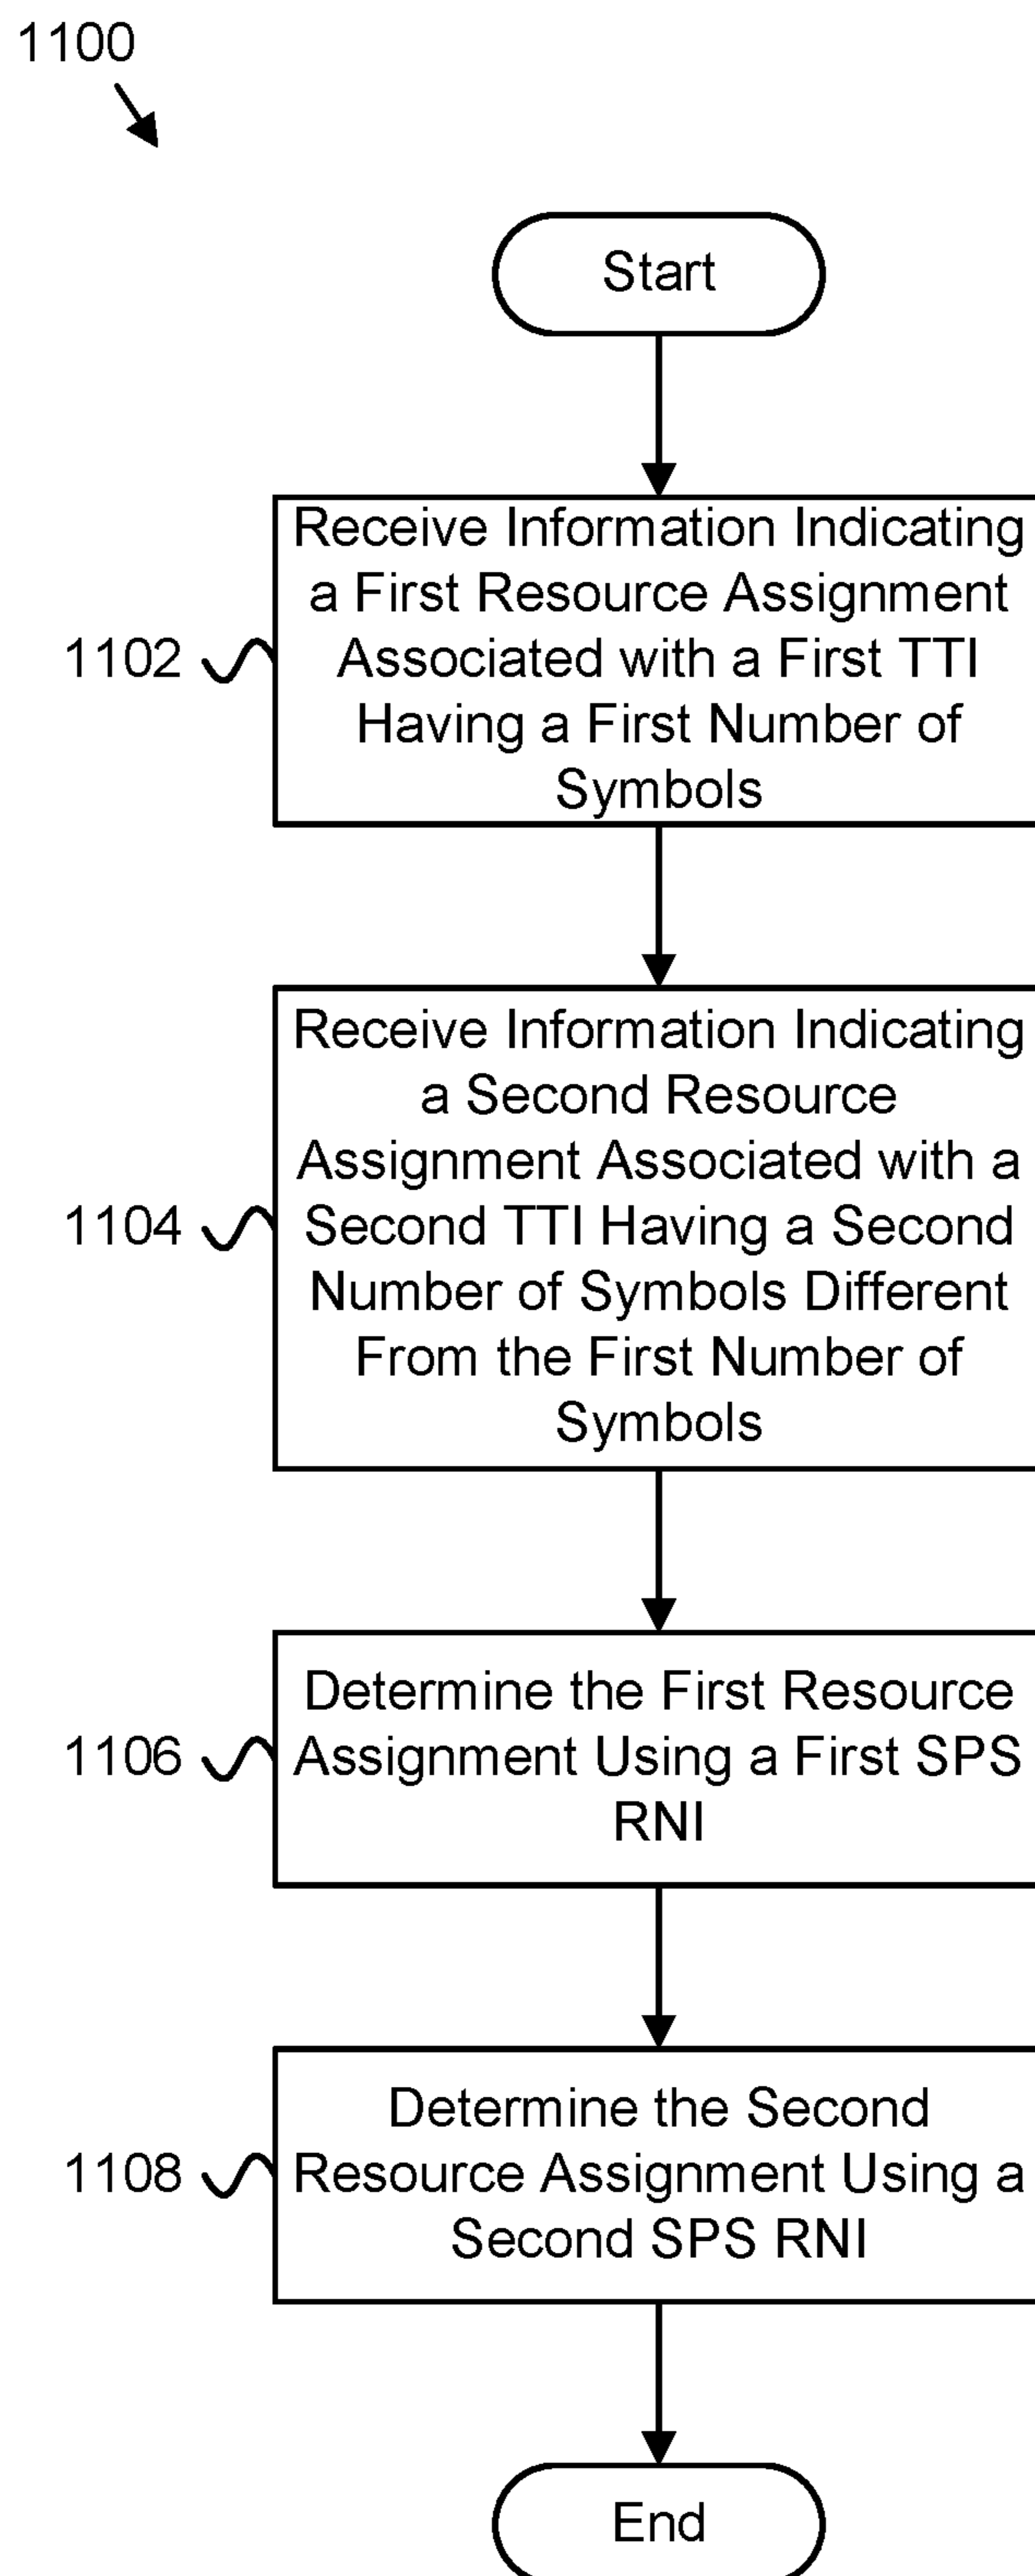 1100
Start
1102
Receive Information Indicating
a First Resource Assignment
Associated with a First TTI
Having a First Number of
Symbols
1104
Receive Information Indicating
a Second Resource
Assignment Associated with a
Second TTI Having a Second
Number of Symbols Different
From the First Number of
Symbols
1106
Determine the First Resource
Assignment Using a First SPS
RNI
1108
Determine the Second
Resource Assignment Using a
Second SPS RNI
End